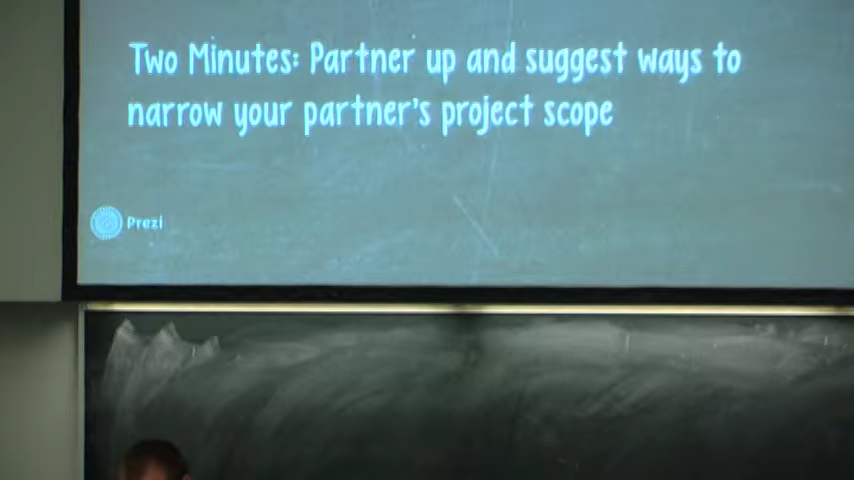 Two Minutes: Partner up and suggest ways to
narrow your partner's project scope
Prezi